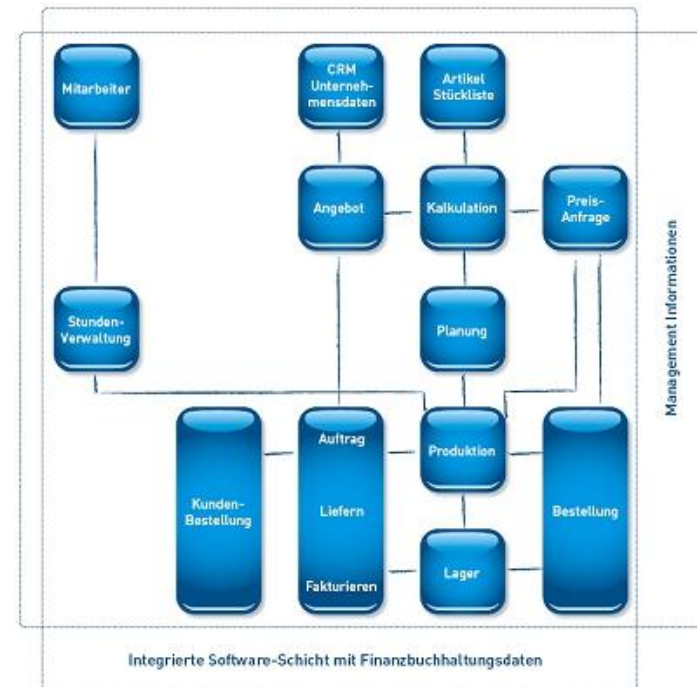 Mitarbeiter
CRM
Unterneh-
mensdaten
Artikel
Stückliste
Angebot
Kalkulation
Preis-
Anfrage
Stunden-
Verwaltung
Planung
Kunden-
Bestellung
Auftrag
Liefern
Fakturieren
Produktion
Lager
Bestellung
Management Informationen
Integrierte Software-Schicht mit Finanzbuchhaltungsdaten